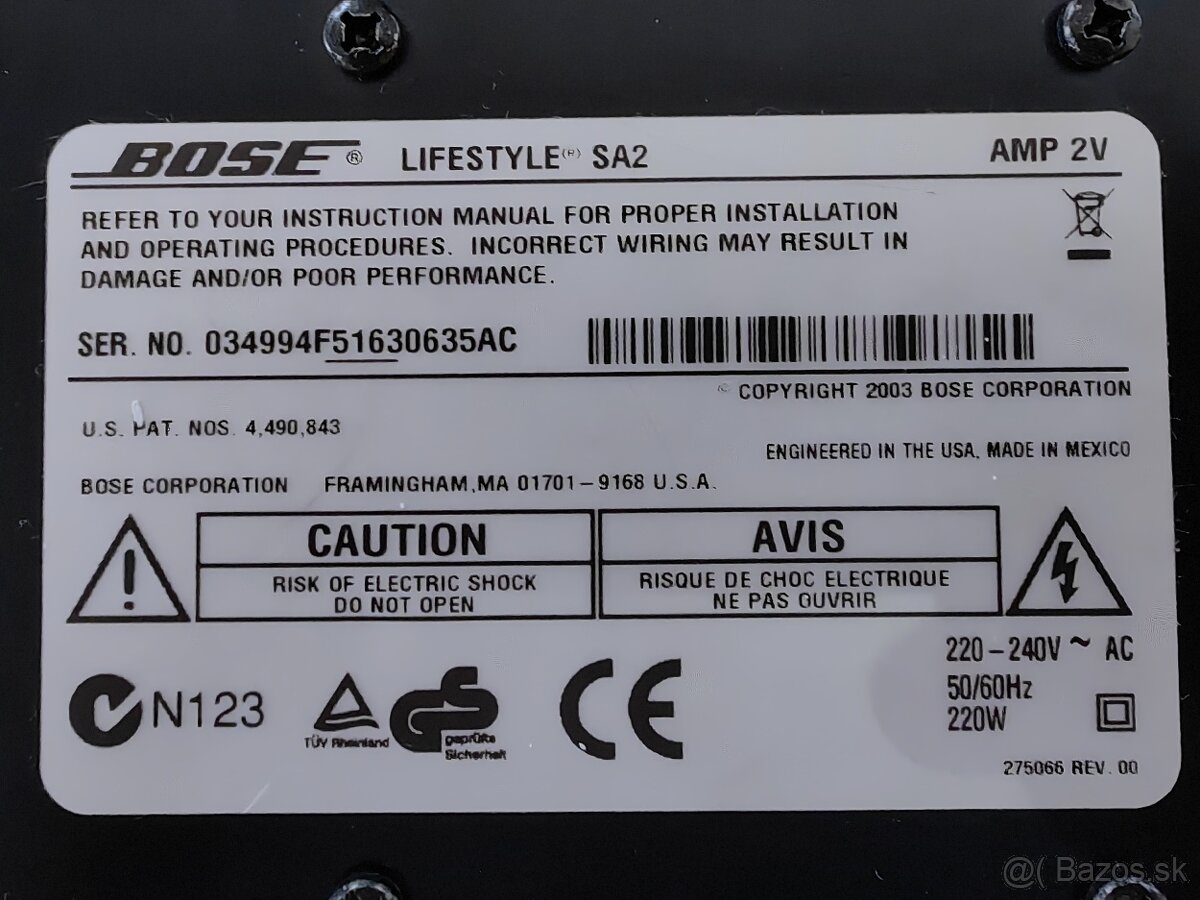 BOSE® LIFESTYLE(R) SA2 AMP 2V
REFER TO YOUR INSTRUCTION MANUAL FOR PROPER INSTALLATION
AND OPERATING PROCEDURES. INCORRECT WIRING MAY RESULT IN
DAMAGE AND/OR POOR PERFORMANCE.
SER. NO. 034994F51630635AC
© COPYRIGHT 2003 BOSE CORPORATION
U.S. PAT. NOS. 4,490,843
ENGINEERED IN THE USA, MADE IN MEXICO
BOSE CORPORATION FRAMINGHAM,MA 01701-9168 U.S.A.
CAUTION
RISK OF ELECTRIC SHOCK
DO NOT OPEN
AVIS
RISQUE DE CHOC ELECTRIQUE
NE PAS OUVRIR
220-240V ~ AC
50/60Hz
220W
N123
TÜV Rheinland
GS
geprüfte
Sicherheit
CE
275066 REV. 00
@( Bazos.sk